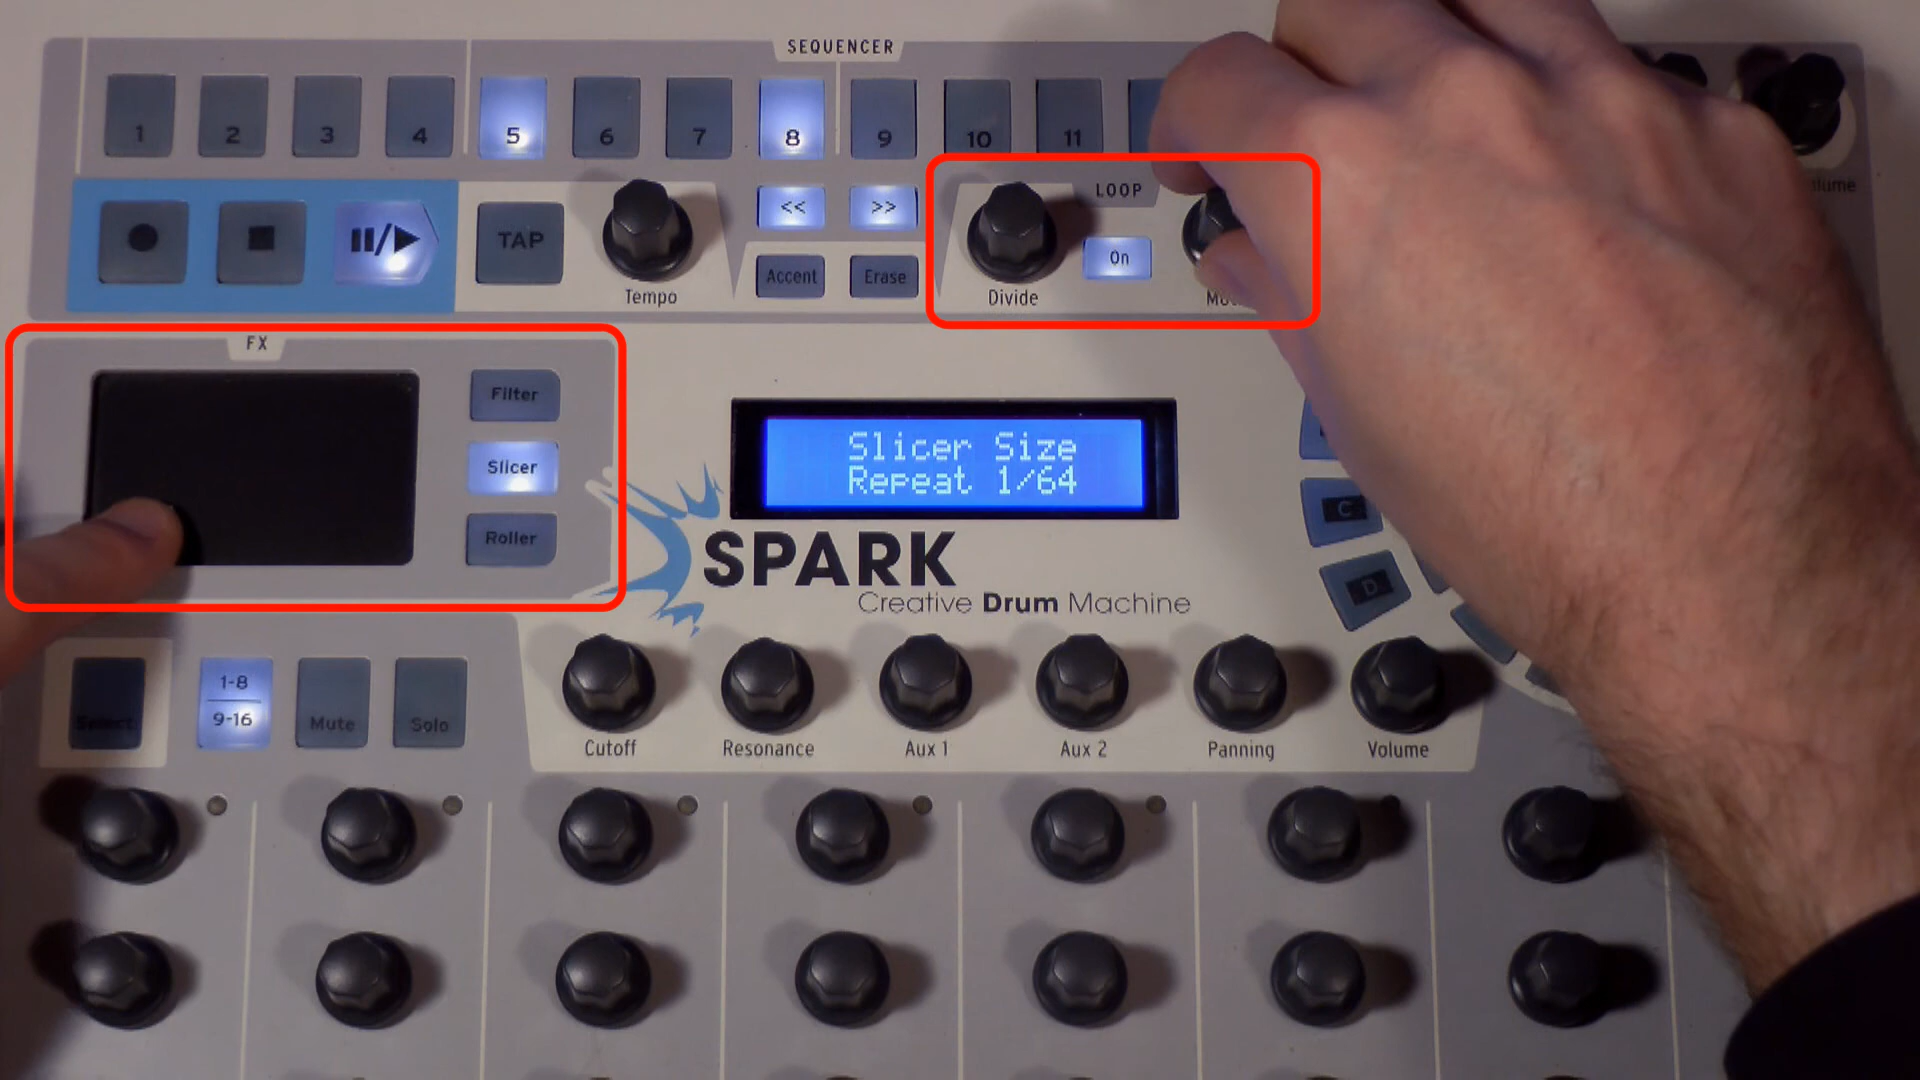 SEQUENCER
1 2 3 4 5 6 7 8 9 10 11
<< >>
LOOP
TAP
On
Accent Erase
Tempo
Divide
FX
Filter
Slicer
Roller
Slicer Size
Repeat 1/64
SPARK
Creative Drum Machine
C
D
1-8
9-16
Select
Mute
Solo
Cutoff Resonance Aux 1 Aux 2 Panning Volume